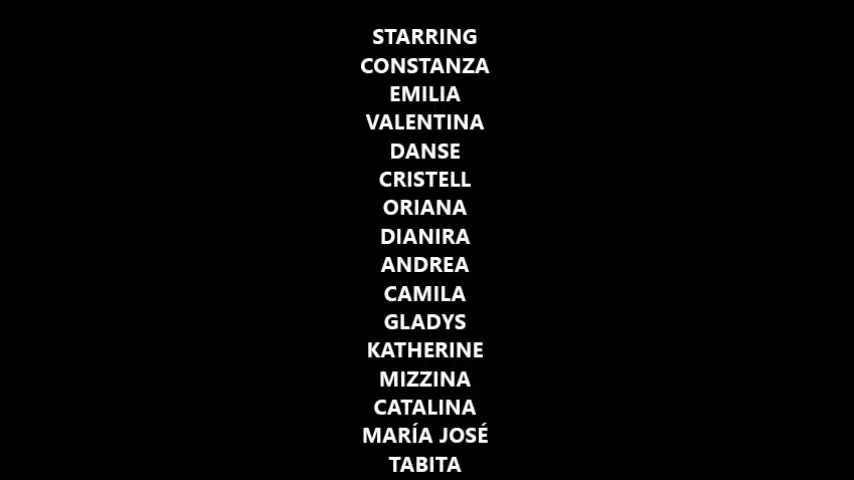 STARRING
CONSTANZA
EMILIA
VALENTINA
DANSE
CRISTELL
ORIANA
DIANIRA
ANDREA
CAMILA
GLADYS
KATHERINE
MIZZINA
CATALINA
MARÍA JOSÉ
TABITA